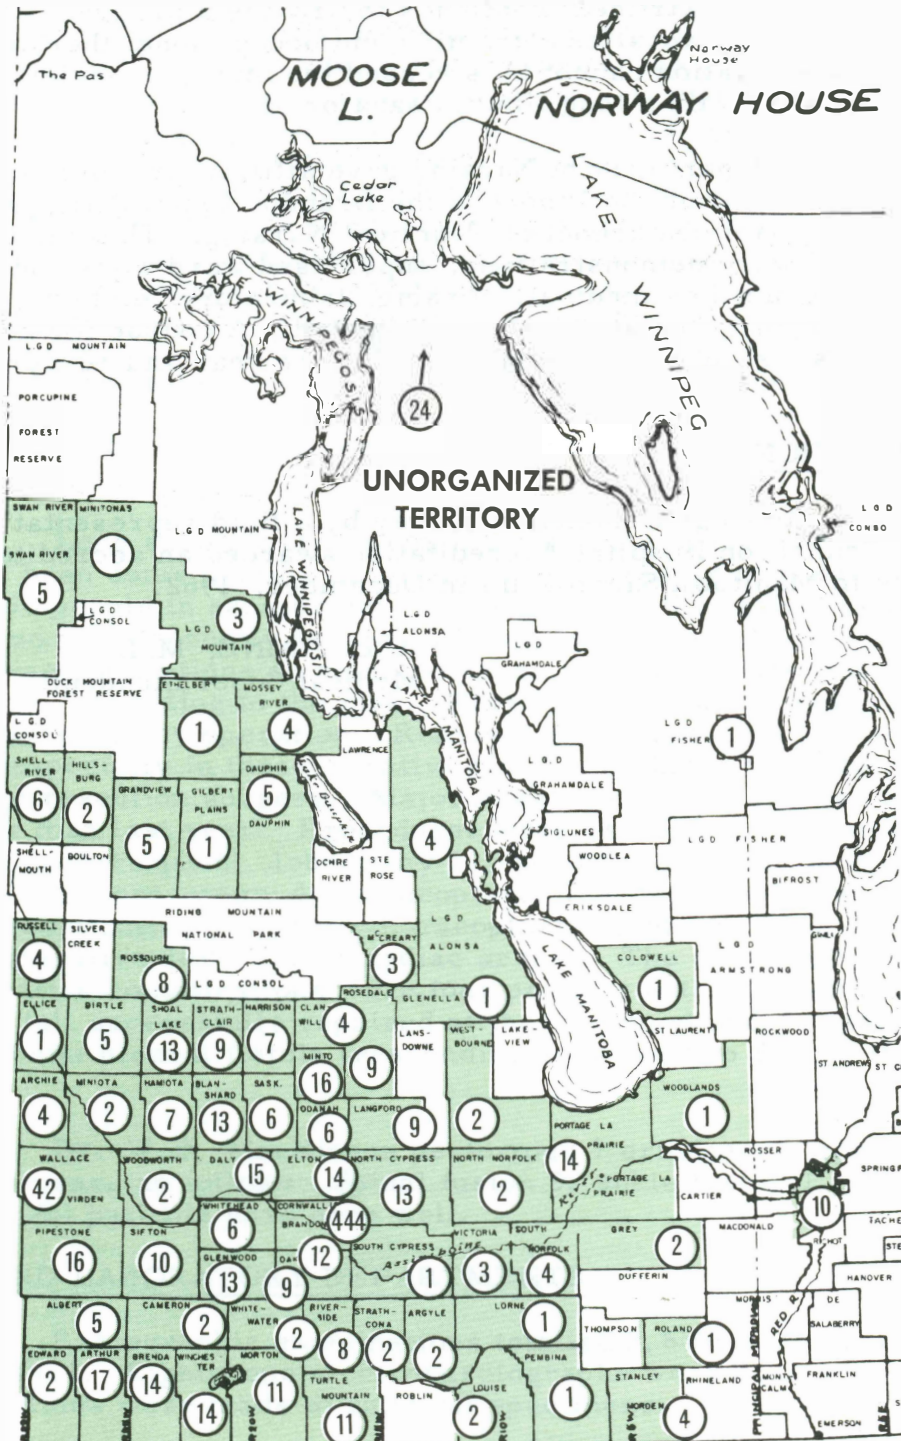 The Pas
MOOSE
L.
Norway
House
NORWAY HOUSE
Cedar
Lake
LAKE
WINNIPEG
LAKE WINNIPEGOSIS
L.G.D MOUNTAIN
PORCUPINE
FOREST
RESERVE
24
UNORGANIZED
TERRITORY
SWAN RIVER
MINITONAS
1
SWAN RIVER
5
L.G.D MOUNTAIN
LAKE WINNIPEGOSIS
L G D
CONSOL
3
L G D
MOUNTAIN
L G D
ALONSA
L G D
GRAHAMDALE
DUCK MOUNTAIN
FOREST RESERVE
ETHELBERT
1
MOSSEY
RIVER
4
L G D
CONSOL
LAWRENCE
LAKE MANITOBA
L G D
FISHER
1
L.G.D
GRAHAMDALE
SHELL
RIVER
6
HILLS-
BURG
2
GRANDVIEW
5
GILBERT
PLAINS
1
DAUPHIN
5
DAUPHIN
Lake Dauphin
4
SIGLUNES
L G D FISHER
WOODLEA
BIFROST
SHELL-
MOUTH
BOULTON
OCHRE
RIVER
STE
ROSE
ERIKSDALE
RIDING MOUNTAIN
NATIONAL PARK
RUSSELL
4
SILVER
CREEK
ROSSBURN
8
L G D CONSOL
McCREARY
3
L G D
ALONSA
LAKE
MANITOBA
COLDWELL
1
L G D
ARMSTRONG
ELLICE
1
BIRTLE
5
SHOAL
LAKE
13
STRATH-
CLAIR
9
HARRISON
7
CLAN
WILL
4
ROSEDALE
9
GLENELLA
1
LANS-
DOWNE
WEST-
BOURNE
2
LAKE-
VIEW
ST LAURENT
ROCKWOOD
ST ANDREWS
ST C
MINTO
16
ARCHIE
4
MINIOTA
2
HAMIOTA
7
BLAN-
SHARD
13
SASK.
6
ODANAH
6
LANGFORD
9
WOODLANDS
1
PORTAGE LA
PRAIRIE
14
PORTAGE LA
PRAIRIE
ROSSER
SPRINGF
WALLACE
42
VIRDEN
WOODWORTH
2
DALY
15
ELTON
14
NORTH CYPRESS
13
NORTH NORFOLK
2
CARTIER
10
WHITEHEAD
6
CORNWALLIS
BRANDON
444
12
PIPESTONE
16
SIFTON
10
GLENWOOD
13
9
SOUTH CYPRESS
Assiniboine
1
VICTORIA
3
SOUTH
NORFOLK
4
GREY
2
MACDONALD
RICHOT
TACHE
STE
HANOVER
DUFFERIN
ALBERT
5
CAMERON
2
WHITE-
WATER
2
RIVER-
SIDE
8
STRATH-
CONA
2
ARGYLE
2
LORNE
1
THOMPSON
ROLAND
1
MORRIS
RED R.
DE
SALABERRY
EDWARD
2
ARTHUR
17
BRENDA
14
WINCHES-
TER
14
MORTON
11
TURTLE
MOUNTAIN
11
ROBLIN
LOUISE
2
PEMBINA
1
STANLEY
MORDEN
4
RHINELAND
PRINCIPAL MERIDIAN
MONT
CALM
FRANKLIN
EMERSON